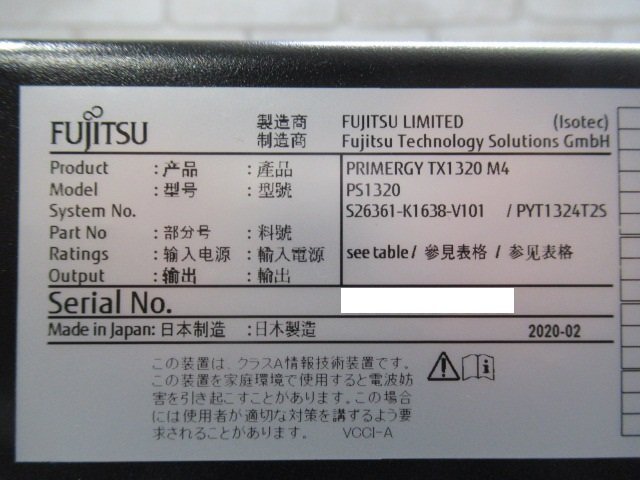 FUJITSU 製造商 FUJITSU LIMITED (Isotec)
制造商 Fujitsu Technology Solutions GmbH
Product : 产品 : 產品 PRIMERGY TX1320 M4
Model : 型号 : 型號 PS1320
System No. S26361-K1638-V101 / PYT1324T2S
Part No : 部分号 : 料號
Ratings : 输入电源 : 輸入電源 see table / 參見表格 / 参见表格
Output : 输出 : 輸出
Serial No.
Made in Japan: 日本制造 : 日本製造 2020-02
この装置は、クラスA情報技術装置です。
この装置を家庭環境で使用すると電波妨
害を引き起こすことがあります。この場合
には使用者が適切な対策を講ずるよう要
求されることがあります。 VCCI-A